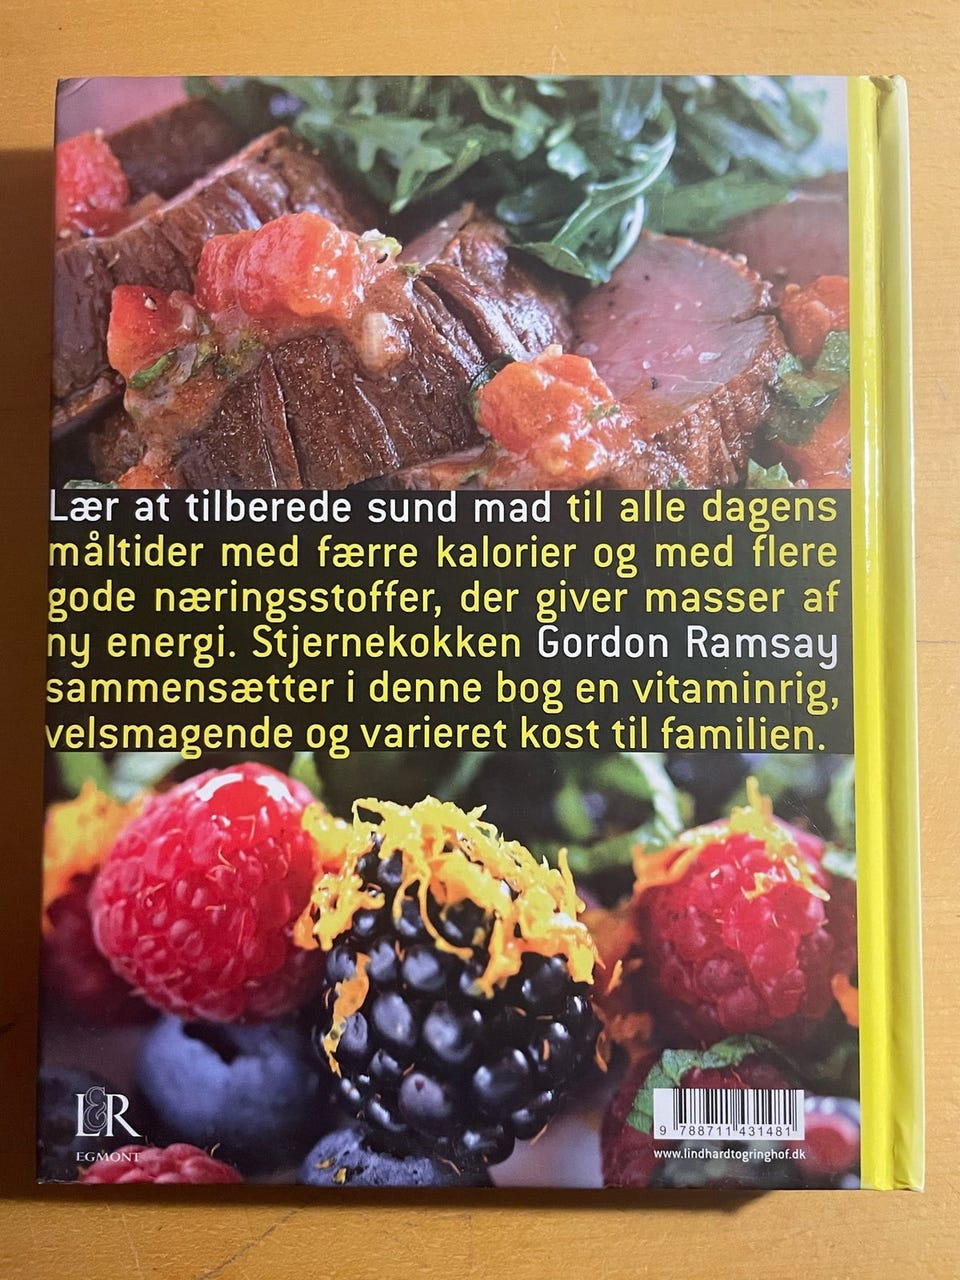 Lær at tilberede sund mad til alle dagens
måltider med færre kalorier og med flere
gode næringsstoffer, der giver masser af
ny energi. Stjernekokken Gordon Ramsay
sammensætter i denne bog en vitaminrig,
velsmagende og varieret kost til familien.
L&R
EGMONT
9 788711 431481
www.lindhardtogringhof.dk